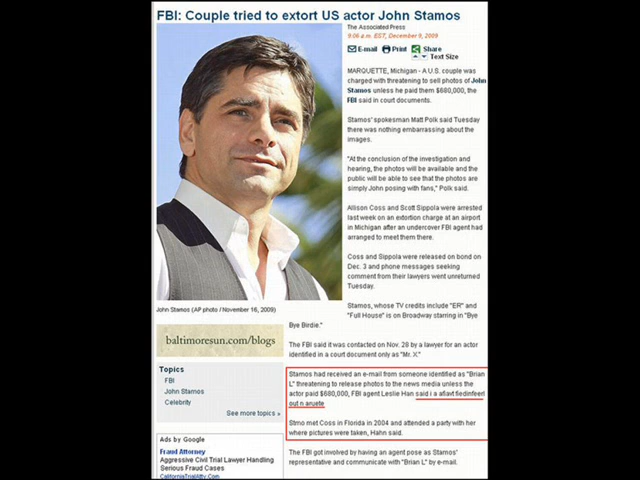 FBI: Couple tried to extort US actor John Stamos
The Associated Press
9:06 a.m. EST, December 9, 2009
E-mail Print Share
Text Size
MARQUETTE, Michigan - A U.S. couple was
charged with threatening to sell photos of John
Stamos unless he paid them $680,000, the
FBI said in court documents.
Stamos' spokesman Matt Polk said Tuesday
there was nothing embarrassing about the
images.
"At the conclusion of the investigation and
hearing, the photos will be available and the
public will be able to see that the photos are
simply John posing with fans," Polk said.
Allison Coss and Scott Sippola were arrested
last week on an extortion charge at an airport
in Michigan after an undercover FBI agent had
arranged to meet them there.
Coss and Sippola were released on bond on
Dec. 3 and phone messages seeking
comment from their lawyers went unreturned
Tuesday.
Stamos, whose TV credits include "ER" and
"Full House" is on Broadway starring in "Bye
Bye Birdie."
John Stamos (AP photo / November 16, 2009)
The FBI said it was contacted on Nov. 28 by a lawyer for an actor
identified in a court document only as "Mr. X."
Stamos had received an e-mail from someone identified as "Brian
L" threatening to release photos to the news media unless the
actor paid $680,000, FBI agent Leslie Han said i a afiavt fiedinfeerl
out n aruete
Stmo met Coss in Florida in 2004 and attended a party with her
where pictures were taken, Hahn said.
The FBI got involved by having an agent pose as Stamos'
representative and communicate with "Brian L" by e-mail.
baltimoresun.com/blogs
Topics
FBI
John Stamos
Celebrity
See more topics »
Ads by Google
Fraud Attorney
Aggressive Civil Trial Lawyer Handling
Serious Fraud Cases
CaliforniaTrialAtty.Com